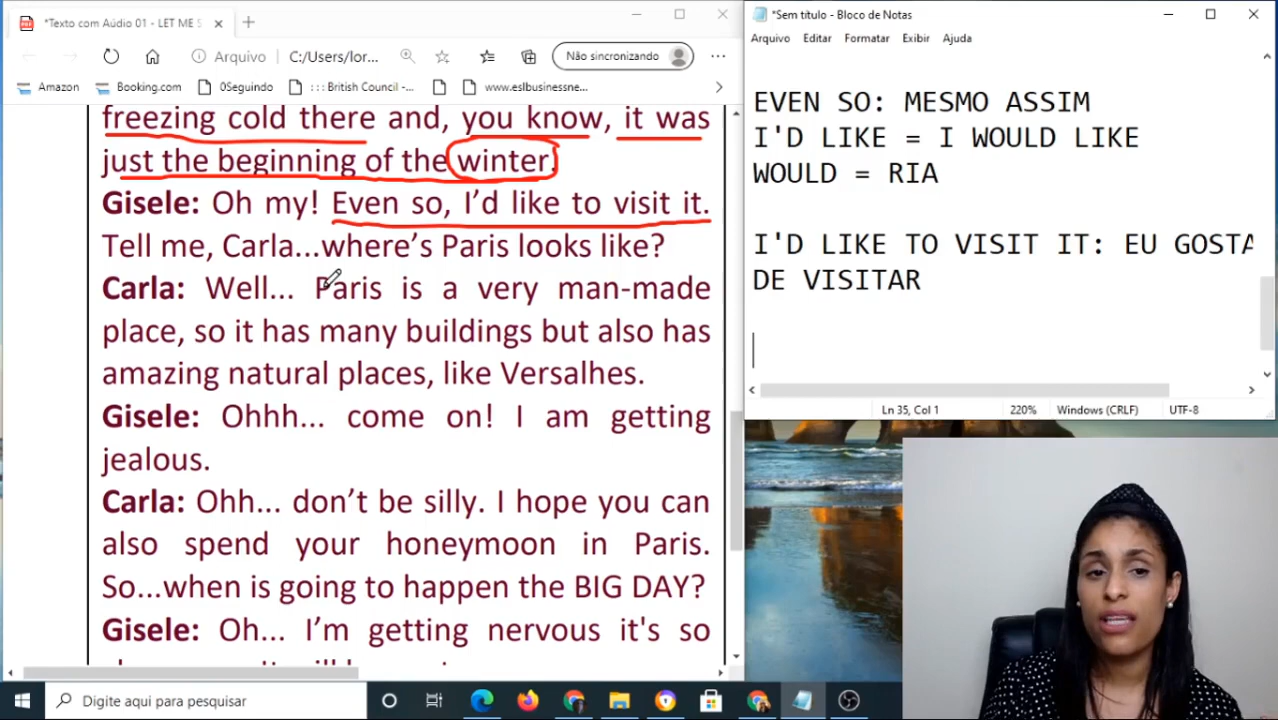 *Texto com Aúdio 01 - LET ME S
Não sincronizando
Arquivo
C:/Users/lor...
Amazon
Booking.com
0Seguindo
::: British Council -...
www.eslbusinessne...
freezing cold there and, you know, it was
just the beginning of the winter.
Gisele: Oh my! Even so, I'd like to visit it.
Tell me, Carla...where's Paris looks like?
Carla: Well... Paris is a very man-made
place, so it has many buildings but also has
amazing natural places, like Versalhes.
Gisele: Ohhh... come on! I am getting
jealous.
Carla: Ohh... don't be silly. I hope you can
also spend your honeymoon in Paris.
So...when is going to happen the BIG DAY?
Gisele: Oh... I'm getting nervous it's so
*Sem título - Bloco de Notas
Arquivo Editar Formatar Exibir Ajuda
EVEN SO: MESMO ASSIM
I'D LIKE = I WOULD LIKE
WOULD = RIA
I'D LIKE TO VISIT IT: EU GOSTA
DE VISITAR
Ln 35, Col 1 220% Windows (CRLF) UTF-8
Digite aqui para pesquisar